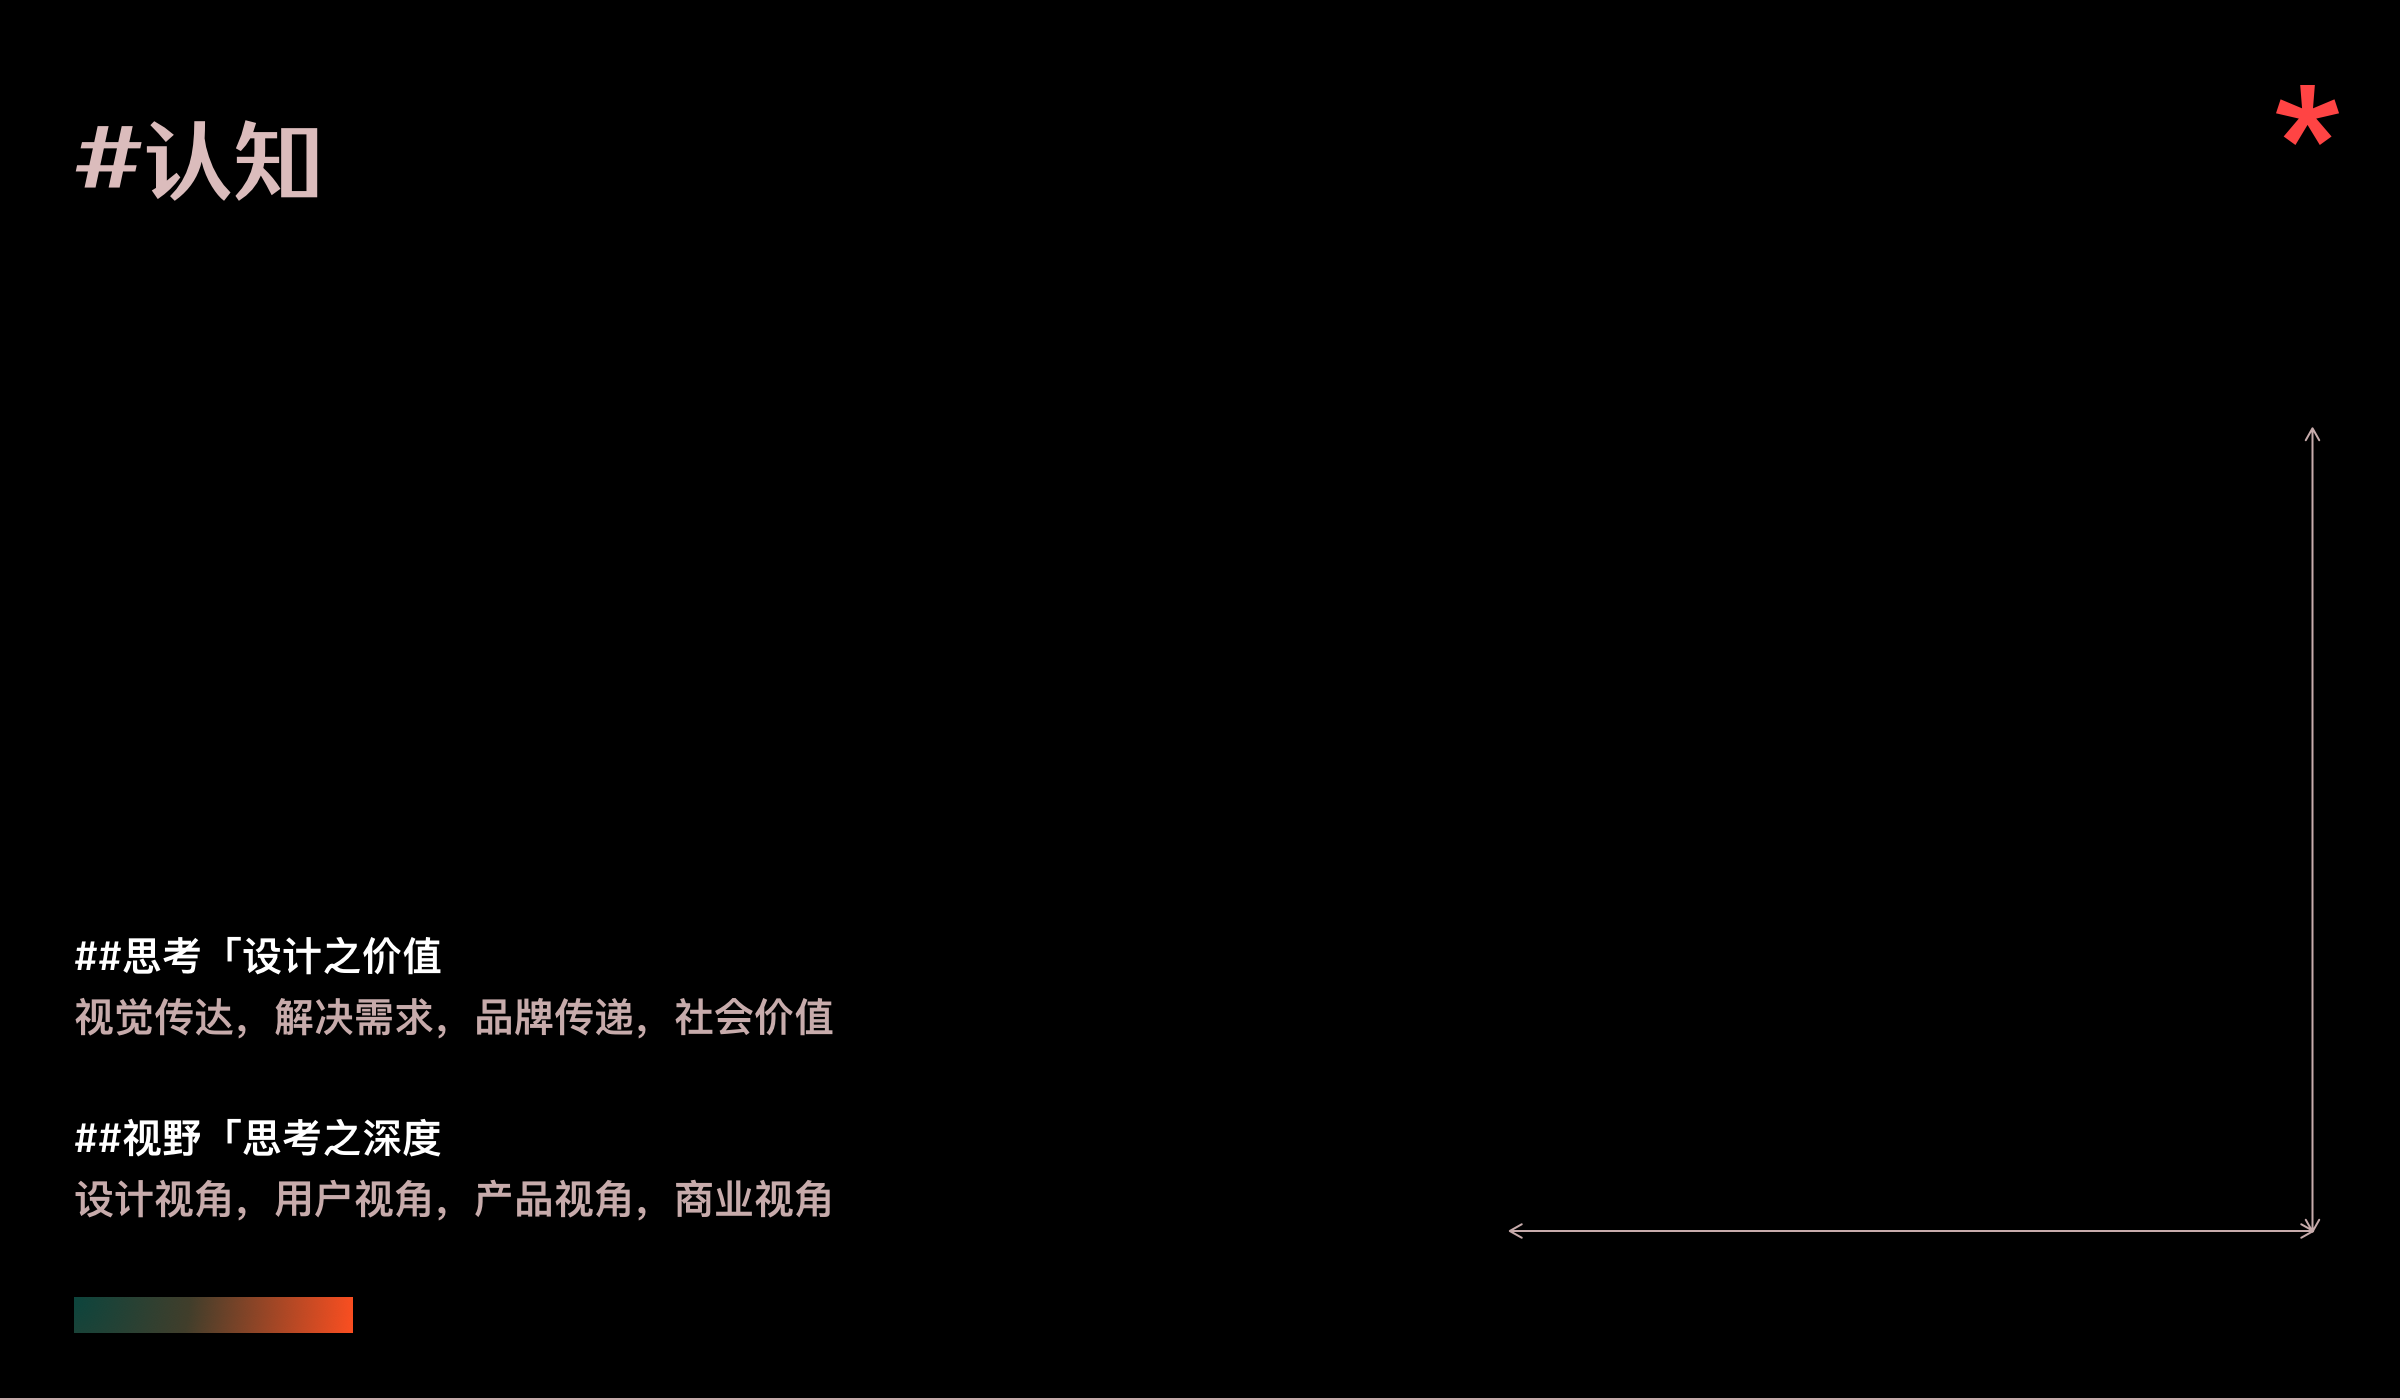 #认知
*
##思考「设计之价值
视觉传达，解决需求，品牌传递，社会价值
##视野「思考之深度
设计视角，用户视角，产品视角，商业视角